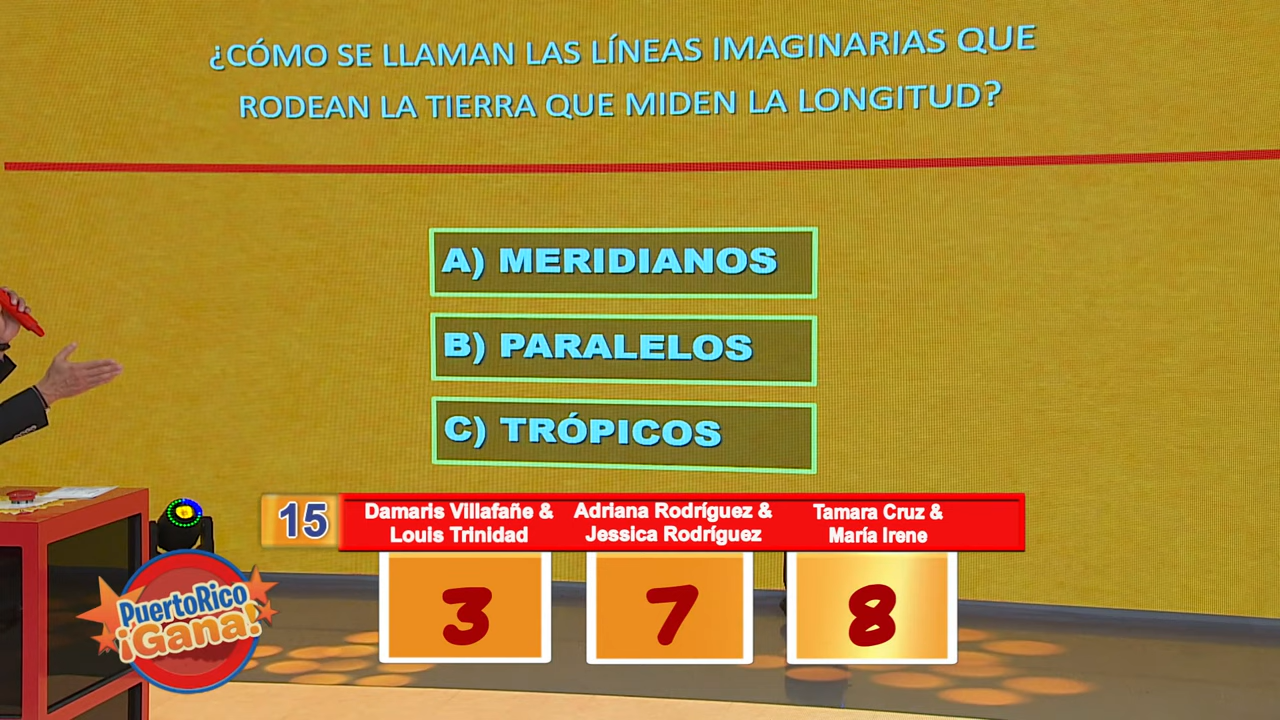 ¿CÓMO SE LLAMAN LAS LÍNEAS IMAGINARIAS QUE
RODEAN LA TIERRA QUE MIDEN LA LONGITUD?
A) MERIDIANOS
B) PARALELOS
C) TRÓPICOS
15
Damaris Villafañe & Adriana Rodríguez & Tamara Cruz &
Louis Trinidad Jessica Rodríguez María Irene
3 7 8
PuertoRico
¡Gana!